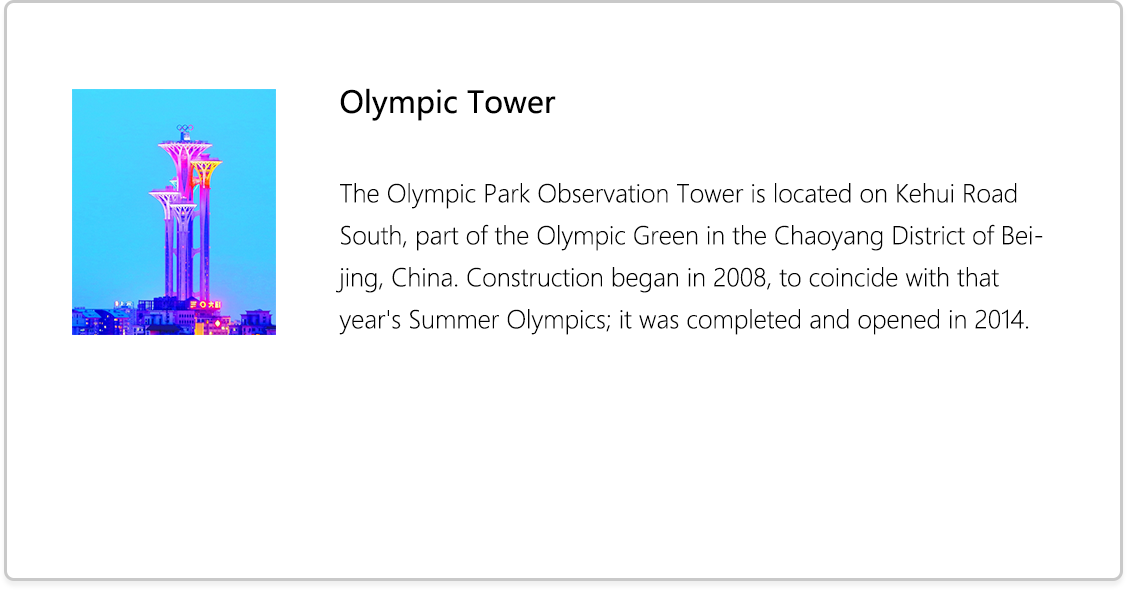 Olympic Tower
The Olympic Park Observation Tower is located on Kehui Road
South, part of the Olympic Green in the Chaoyang District of Bei-
jing, China. Construction began in 2008, to coincide with that
year's Summer Olympics; it was completed and opened in 2014.